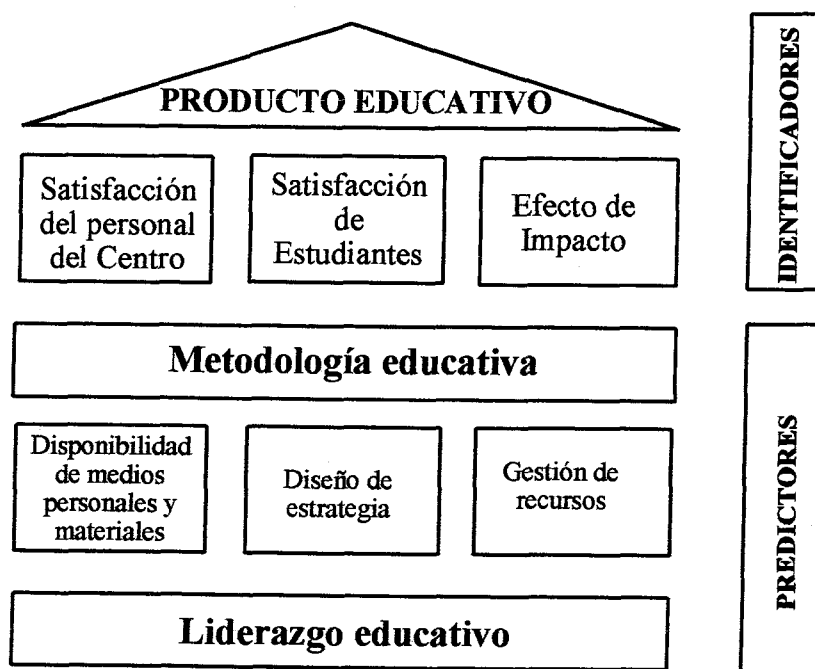 PRODUCTO EDUCATIVO
Satisfacción
del personal
del Centro
Satisfacción
de
Estudiantes
Efecto de
Impacto
IDENTIFICADORES
Metodología educativa
Disponibilidad
de medios
personales y
materiales
Diseño de
estrategia
Gestión de
recursos
Liderazgo educativo
PREDICTORES